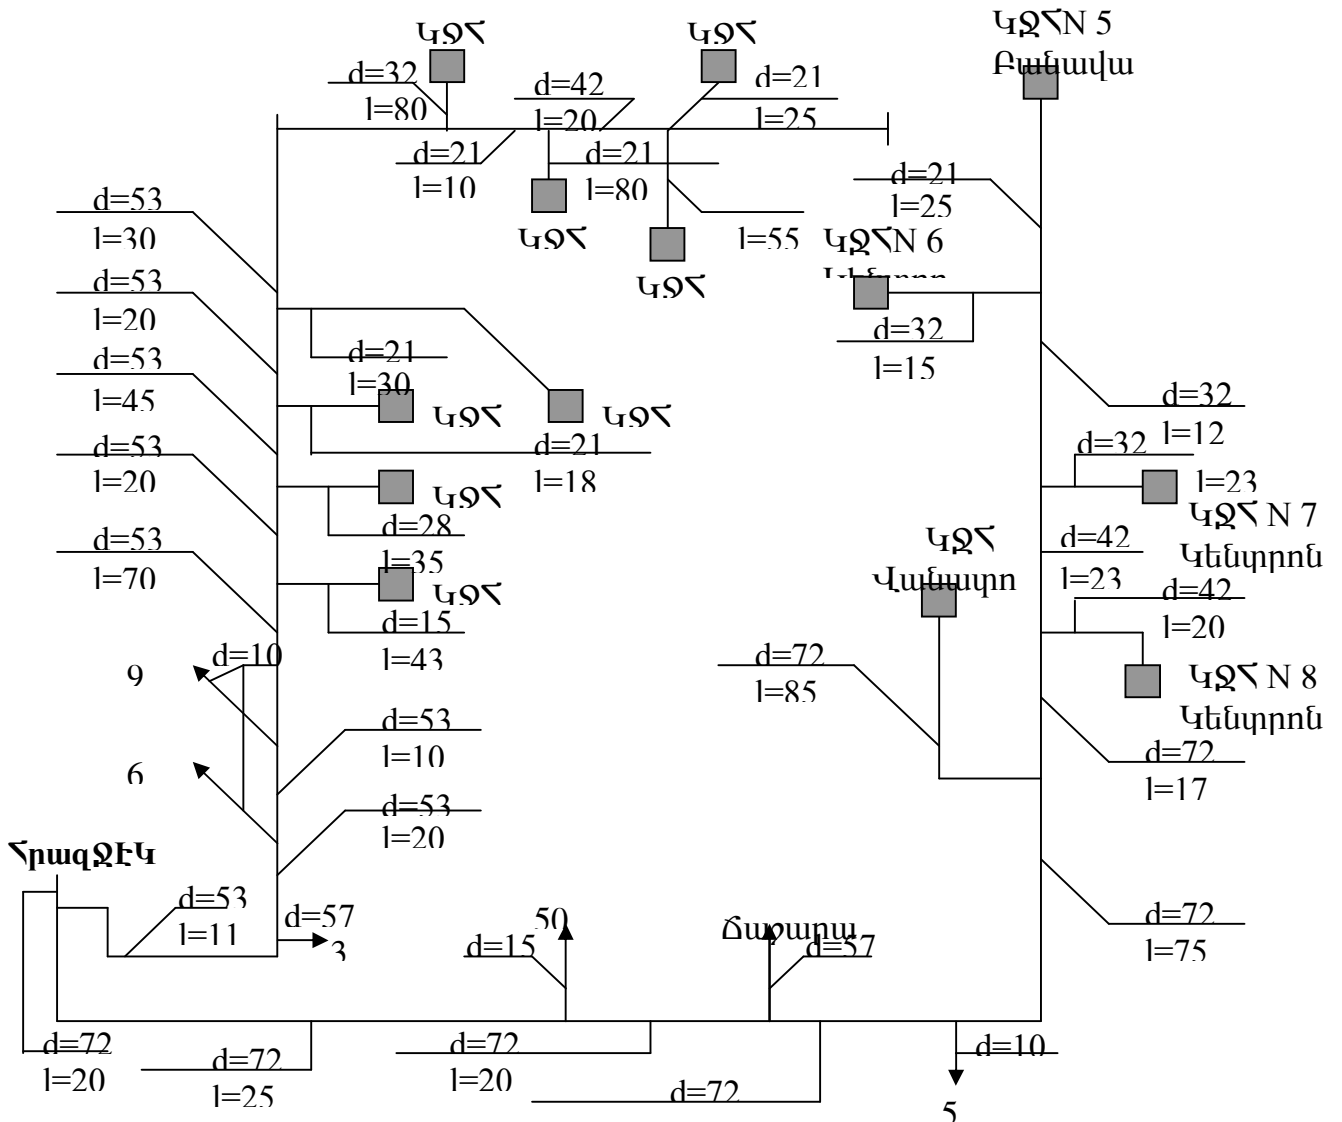 ԿՋՀ
ԿՋՀ
ԿՋՀN 5
Բանավա
d=32
l=80
d=42
l=20
d=21
l=25
d=21
l=10
d=21
l=80
ԿՋՀ
l=55
ԿՋՀ
d=21
l=25
ԿՋՀN 6
d=32
l=15
d=53
l=30
d=53
l=20
d=53
l=45
d=53
l=20
d=53
l=70
d=21
l=30
ԿՋՀ
ԿՋՀ
d=21
l=18
ԿՋՀ
d=28
l=35
ԿՋՀ
d=15
l=43
d=32
l=12
d=32
l=23
ԿՋՀ N 7
Կենտրոն
d=42
l=23
d=42
l=20
ԿՋՀ N 8
Կենտրոն
ԿՋՀ
Վանատո
d=72
l=85
d=72
l=17
d=72
l=75
9
d=10
6
d=53
l=10
d=53
l=20
ՀրազՋԷԿ
d=53
l=11
d=57
3
50
d=15
Ճաշարա
d=57
d=72
l=20
d=72
l=25
d=72
l=20
d=72
d=10
5